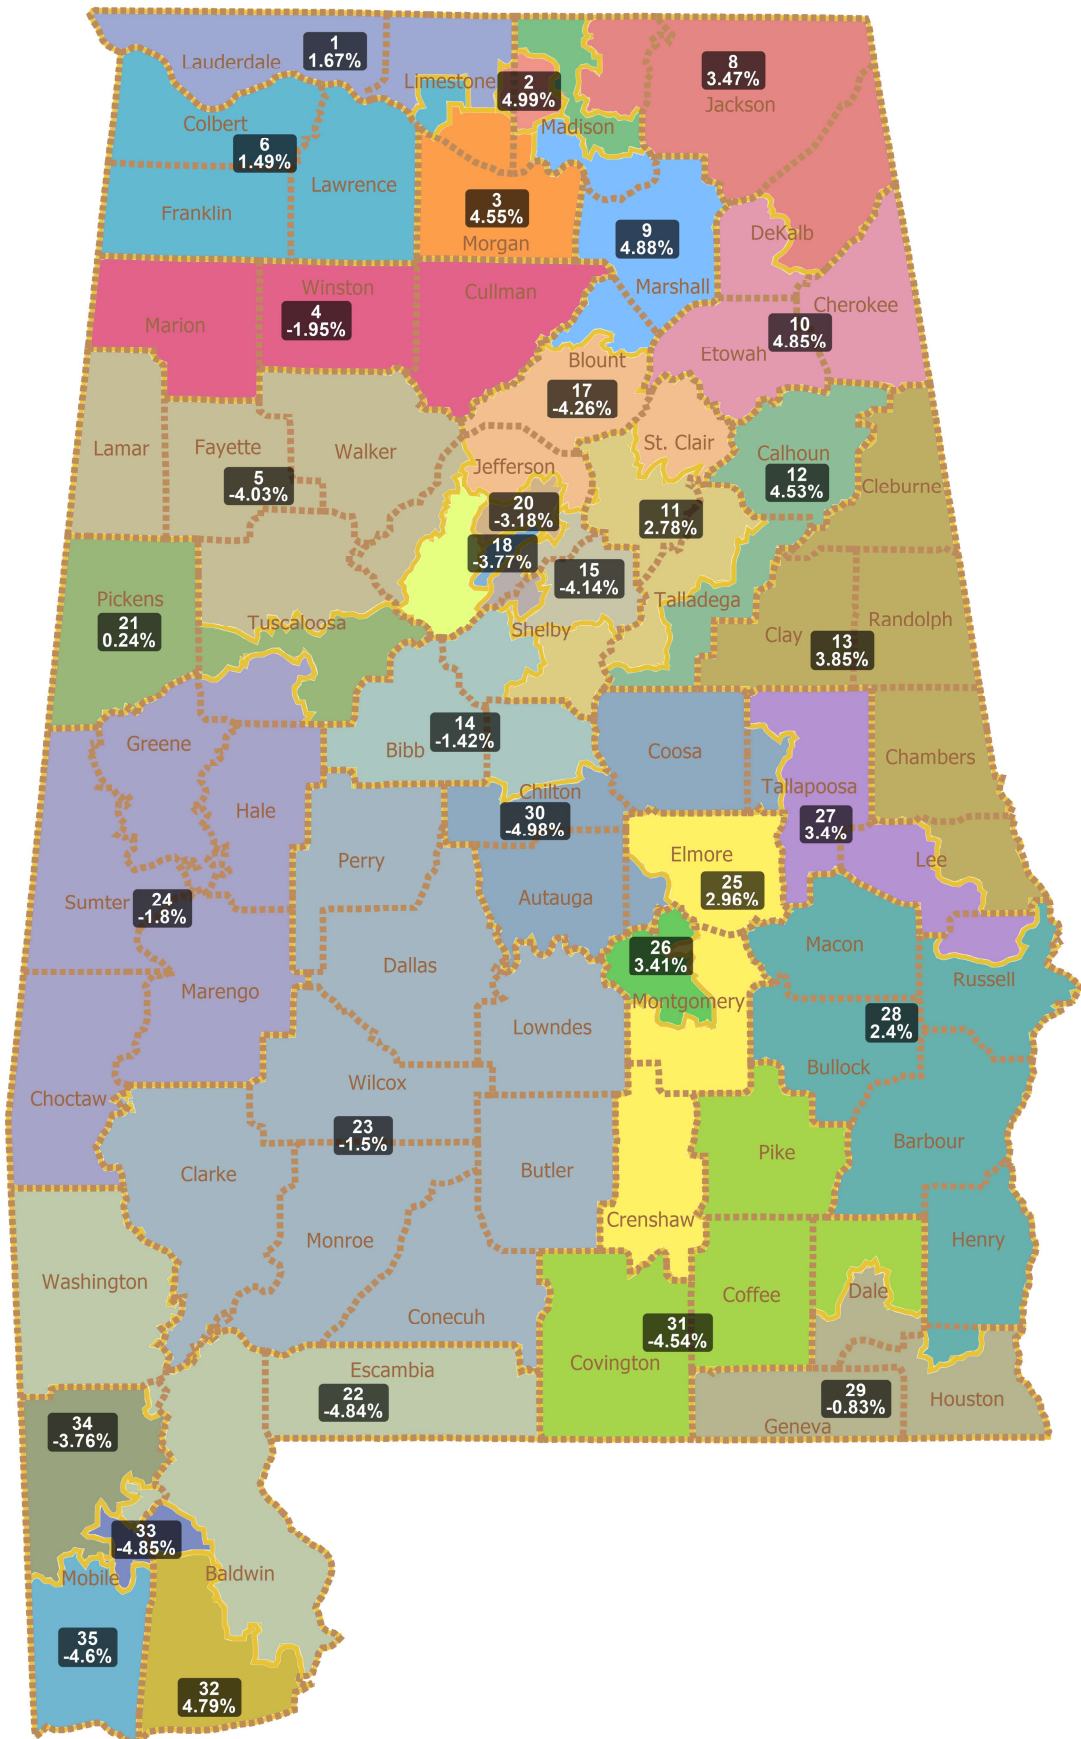 1
1.67%
Lauderdale
Limestone
2
4.99%
8
3.47%
Jackson
Colbert
Madison
6
1.49%
Lawrence
Franklin
3
4.55%
Morgan
9
4.88%
DeKalb
Marshall
Winston
Cullman
4
-1.95%
Marion
Cherokee
10
4.85%
Etowah
Blount
17
-4.26%
Lamar
Fayette
Walker
St. Clair
Jefferson
Calhoun
12
4.53%
5
-4.03%
Cleburne
20
-3.18%
11
2.78%
18
-3.77%
15
-4.14%
Pickens
21
0.24%
Tuscaloosa
Talladega
Shelby
Clay
Randolph
13
3.85%
14
-1.42%
Bibb
Greene
Coosa
Chambers
Chilton
Tallapoosa
30
-4.98%
Hale
27
3.4%
Perry
Elmore
Lee
25
2.96%
Autauga
Sumter
24
-1.8%
26
3.41%
Macon
Dallas
Russell
Marengo
Montgomery
Lowndes
28
2.4%
Bullock
Wilcox
Choctaw
23
-1.5%
Barbour
Pike
Clarke
Butler
Crenshaw
Monroe
Henry
Washington
Dale
Coffee
Conecuh
31
-4.54%
Covington
Escambia
22
-4.84%
29
-0.83%
Houston
Geneva
34
-3.76%
33
-4.85%
Mobile
Baldwin
35
-4.6%
32
4.79%